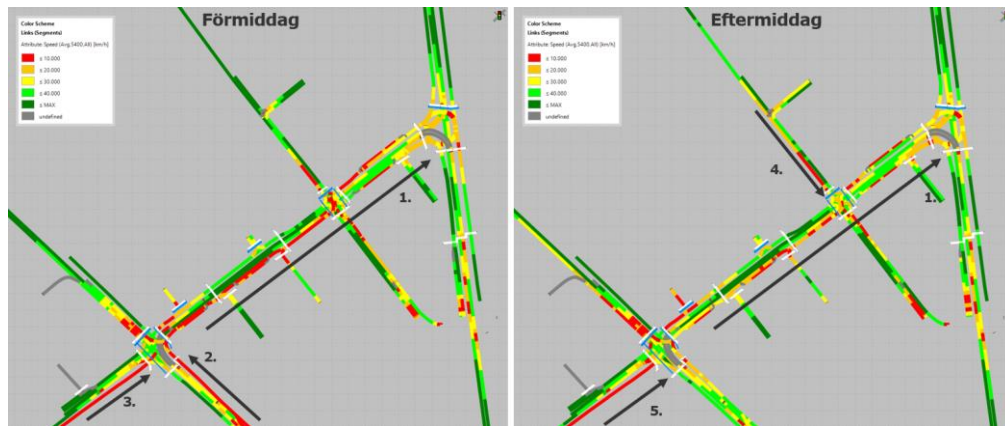 Förmiddag
Color Scheme
Links (Segments)
Attribute: Speed (Avg,5400,All) [km/h]
≤ 10.000
≤ 20.000
≤ 30.000
≤ 40.000
≤ MAX
undefined
1.
2.
3.
Eftermiddag
Color Scheme
Links (Segments)
Attribute: Speed (Avg,5400,All) [km/h]
≤ 10.000
≤ 20.000
≤ 30.000
≤ 40.000
≤ MAX
undefined
4.
1.
5.